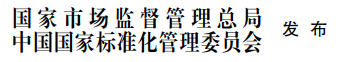 国家市场监督管理总局
中国国家标准化管理委员会
发布